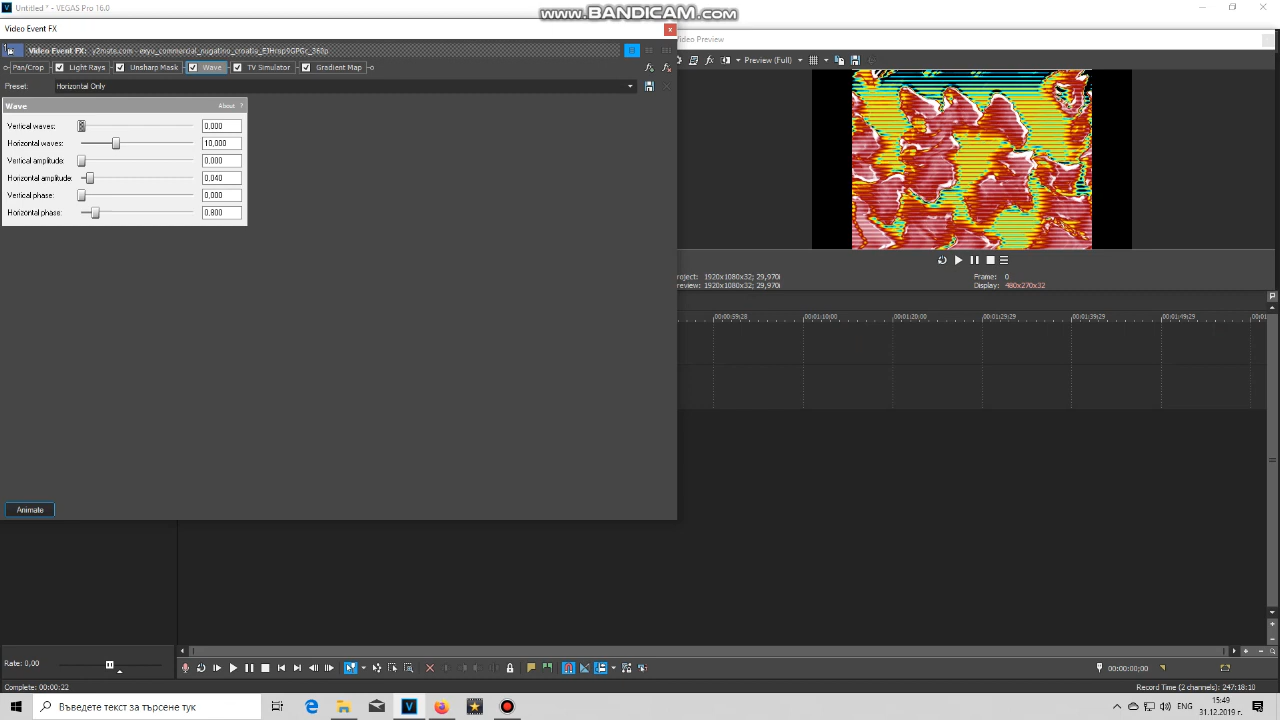 Untitled * - VEGAS Pro 16.0
www.BANDICAM.com
Video Event FX
Video Preview
Video Event FX:
y2mate.com - eglyx_commercial_nugatino_croatia_E3Hrep9GPGc_360p
Preview (Full)
Pan/Crop
Light Rays
Unsharp Mask
Wave
TV Simulator
Gradient Map
Preset:
Horizontal Only
Wave
About ?
Vertical waves: 0,000
Horizontal waves: 10,000
Vertical amplitude: 0,000
Horizontal amplitude: 0,040
Vertical phase: 0,000
Horizontal phase: 0,800
roject: 1920x1080x32; 29,970i
Frame: 0
review: 1920x1080x32; 29,970i
Display: 480x270x32
00:00:59;28
00:01:10;00
00:01:20;00
00:01:29;29
00:01:39;29
00:01:49;29
00:0
Animate
Rate: 0,00
00:00:00;00
Complete: 00:00:22
Record Time (2 channels): 247:18:10
Въведете текст за търсене тук
ENG
15:49
31.12.2019 г.